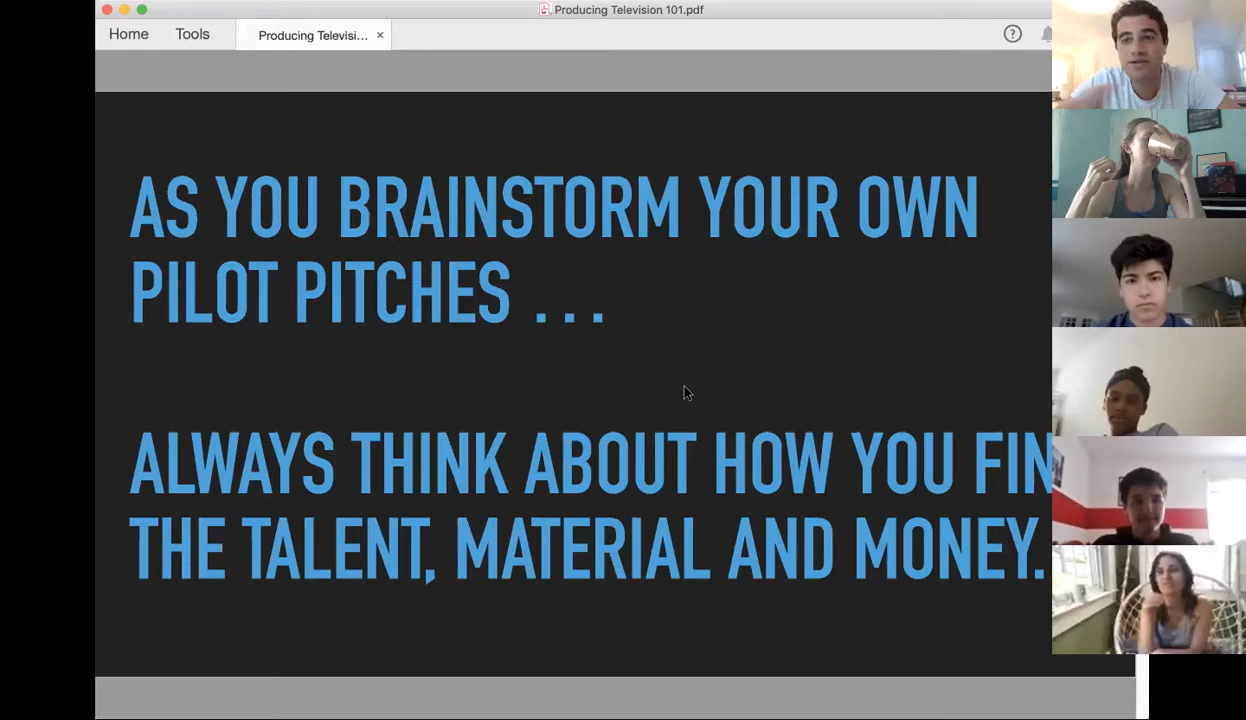 Producing Television 101.pdf
Home
Tools
Producing Televisi... ×
?
AS YOU BRAINSTORM YOUR OWN
PILOT PITCHES . . .
ALWAYS THINK ABOUT HOW YOU FIN
THE TALENT, MATERIAL AND MONEY.